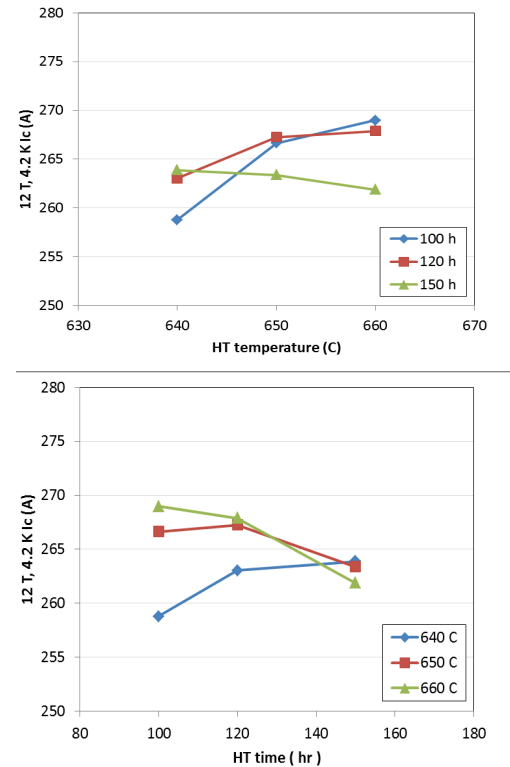 280
275
270
265
260
255
250
630
640
650
660
670
12 T, 4.2 K Ic (A)
HT temperature (C)
100 h
120 h
150 h
280
275
270
265
260
255
250
80
100
120
140
160
180
12 T, 4.2 K Ic (A)
HT time ( hr )
640 C
650 C
660 C